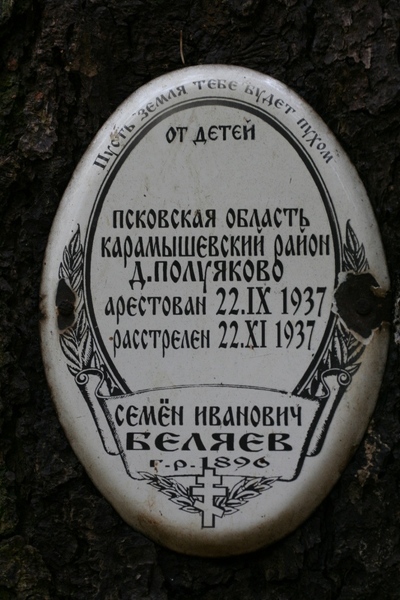 Пусть земля тебе будет пухом
ОТ ДЕТЕЙ
ПСКОВСКАЯ ОБЛАСТЬ
КАРАМЫШЕВСКИЙ РАЙОН
Д.ПОЛУЯКОВО
АРЕСТОВАН 22.IX 1937
РАССТРЕЛЕН 22.XI 1937
СЕМЁН ИВАНОВИЧ
БЕЛЯЕВ
Г.Р. 1896